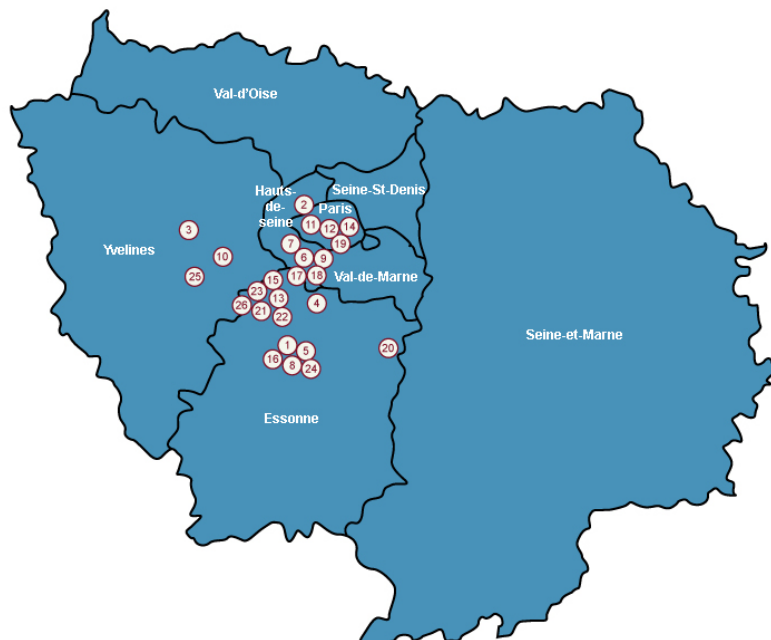 Val-d'Oise
Hauts-
de-
seine
Seine-St-Denis
2
Paris
11
12
14
3
Yvelines
7
19
10
6
9
25
15
17
18
Val-de-Marne
23
13
26
4
21
22
Seine-et-Marne
1
5
20
16
8
24
Essonne